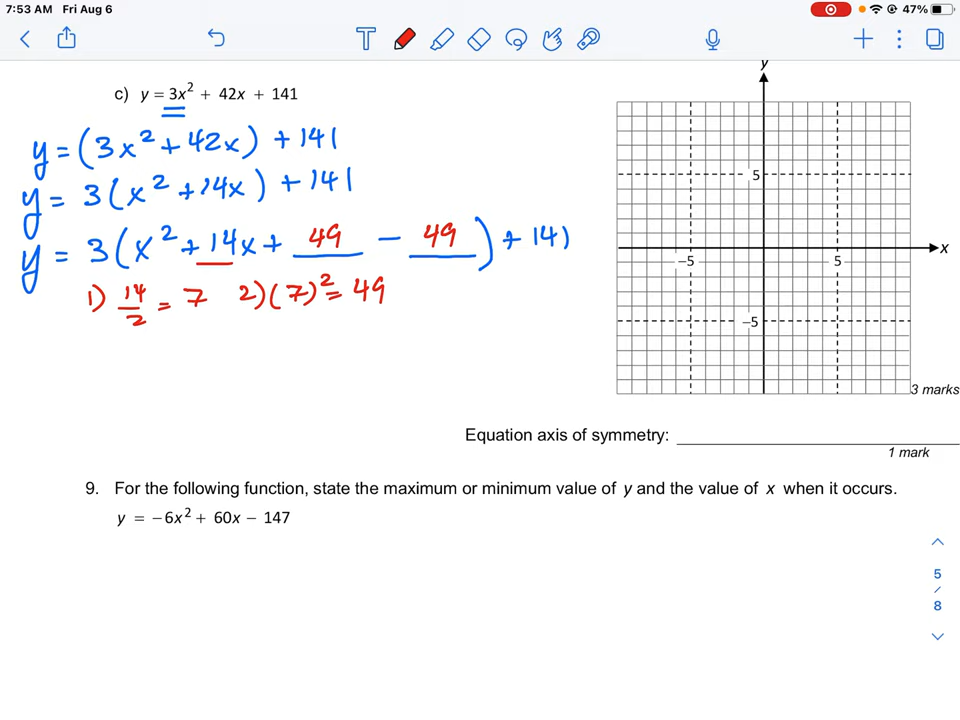 7:53 AM Fri Aug 6
47%
c) y = 3x² + 42x + 141
y = (3x² + 42x) + 141
y = 3(x² + 14x) + 141
y = 3(x² + 14x + 49 − 49) + 141
1) 14/2 = 7 2) (7)² = 49
y
5
x
−5
5
−5
3 marks
Equation axis of symmetry:
1 mark
9. For the following function, state the maximum or minimum value of y and the value of x when it occurs.
y = −6x² + 60x − 147
5
/
8